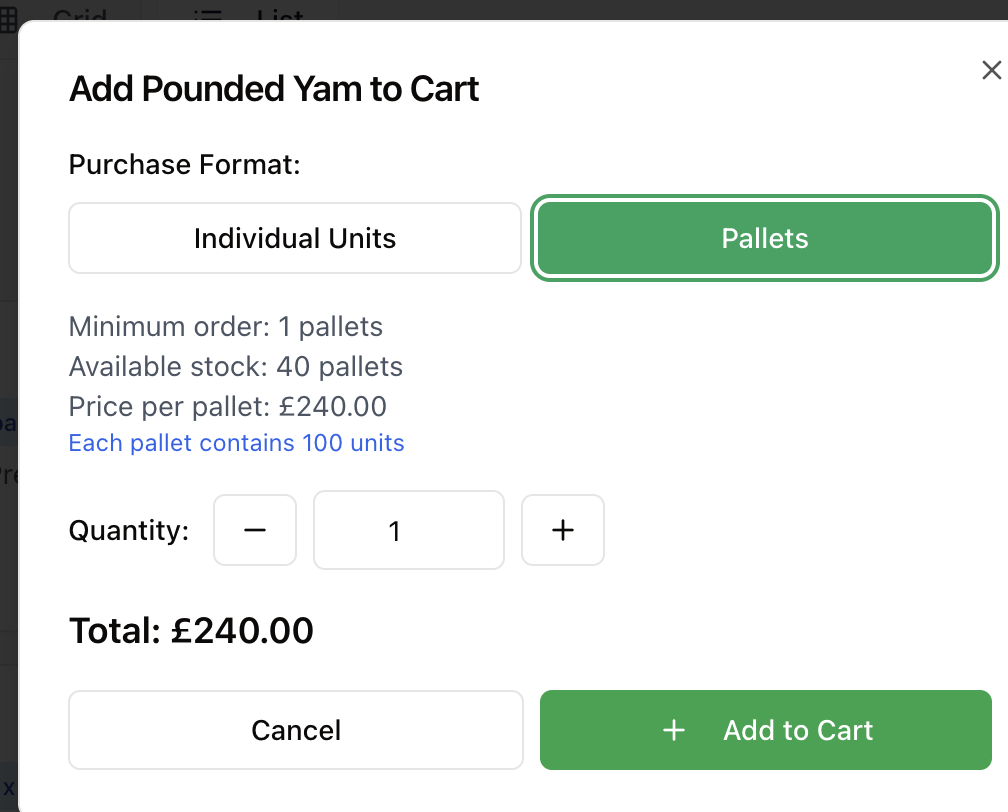 Grid
List
Add Pounded Yam to Cart
Purchase Format:
Individual Units
Pallets
Minimum order: 1 pallets
Available stock: 40 pallets
Price per pallet: £240.00
Each pallet contains 100 units
Quantity:
1
Total: £240.00
Cancel
+ Add to Cart